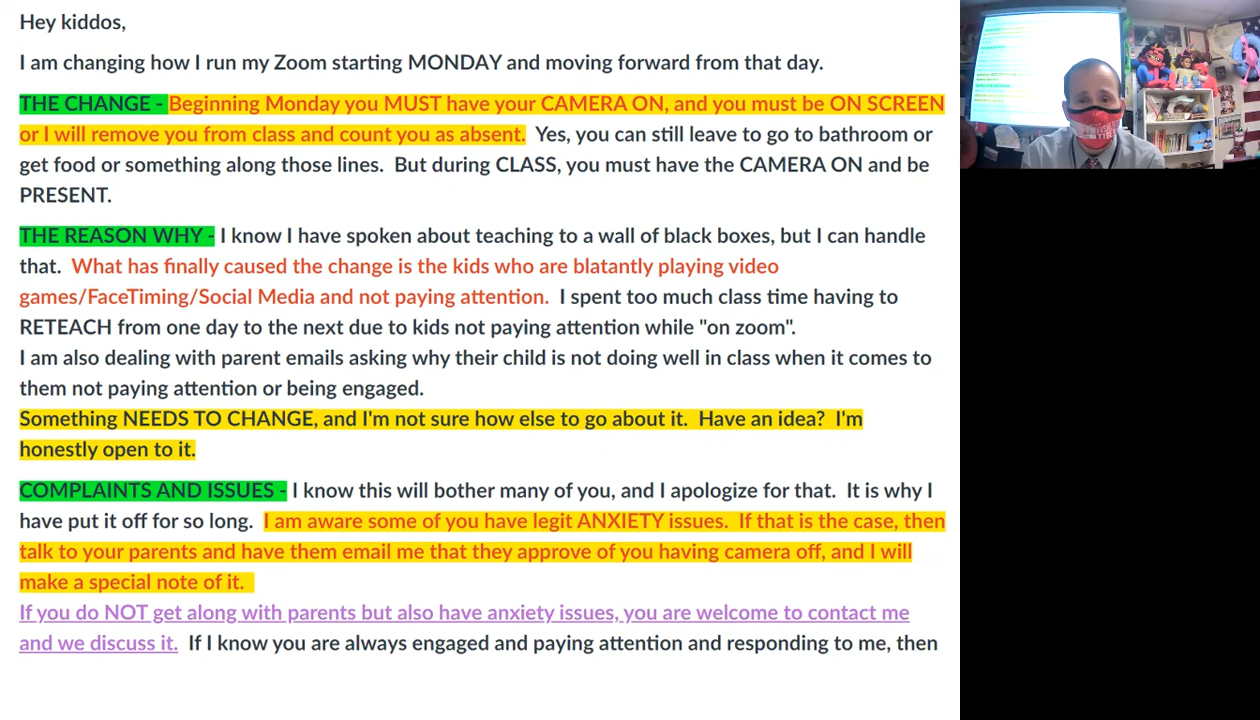 Hey kiddos,
I am changing how I run my Zoom starting MONDAY and moving forward from that day.
THE CHANGE - Beginning Monday you MUST have your CAMERA ON, and you must be ON SCREEN
or I will remove you from class and count you as absent.  Yes, you can still leave to go to bathroom or
get food or something along those lines.  But during CLASS, you must have the CAMERA ON and be
PRESENT.
THE REASON WHY - I know I have spoken about teaching to a wall of black boxes, but I can handle
that.  What has finally caused the change is the kids who are blatantly playing video
games/FaceTiming/Social Media and not paying attention.  I spent too much class time having to
RETEACH from one day to the next due to kids not paying attention while "on zoom".
I am also dealing with parent emails asking why their child is not doing well in class when it comes to
them not paying attention or being engaged.
Something NEEDS TO CHANGE, and I'm not sure how else to go about it.  Have an idea?  I'm
honestly open to it.
COMPLAINTS AND ISSUES - I know this will bother many of you, and I apologize for that.  It is why I
have put it off for so long.  I am aware some of you have legit ANXIETY issues.  If that is the case, then
talk to your parents and have them email me that they approve of you having camera off, and I will
make a special note of it.
If you do NOT get along with parents but also have anxiety issues, you are welcome to contact me
and we discuss it.  If I know you are always engaged and paying attention and responding to me, then